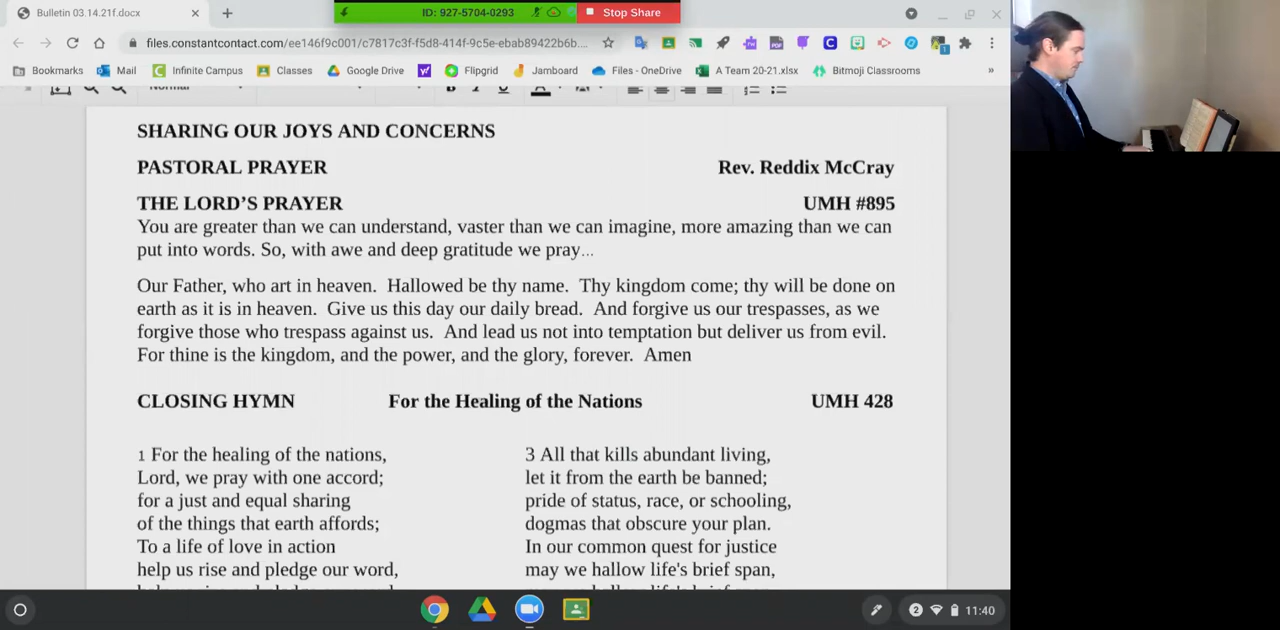 Bulletin 03.14.21f.docx
ID: 927-5704-0293 Stop Share
files.constantcontact.com/ee146f9c001/c7817c3f-f5d8-414f-9c5e-ebab89422b6b...
Bookmarks Mail Infinite Campus Classes Google Drive Flipgrid Jamboard Files - OneDrive A Team 20-21.xlsx Bitmoji Classrooms »
Normal B I U A
SHARING OUR JOYS AND CONCERNS
PASTORAL PRAYER Rev. Reddix McCray
THE LORD'S PRAYER UMH #895
You are greater than we can understand, vaster than we can imagine, more amazing than we can
put into words. So, with awe and deep gratitude we pray…
Our Father, who art in heaven.  Hallowed be thy name.  Thy kingdom come; thy will be done on
earth as it is in heaven.  Give us this day our daily bread.  And forgive us our trespasses, as we
forgive those who trespass against us.  And lead us not into temptation but deliver us from evil.
For thine is the kingdom, and the power, and the glory, forever.  Amen
CLOSING HYMN For the Healing of the Nations UMH 428
1 For the healing of the nations,
Lord, we pray with one accord;
for a just and equal sharing
of the things that earth affords;
To a life of love in action
help us rise and pledge our word,
3 All that kills abundant living,
let it from the earth be banned;
pride of status, race, or schooling,
dogmas that obscure your plan.
In our common quest for justice
may we hallow life's brief span,
2 11:40